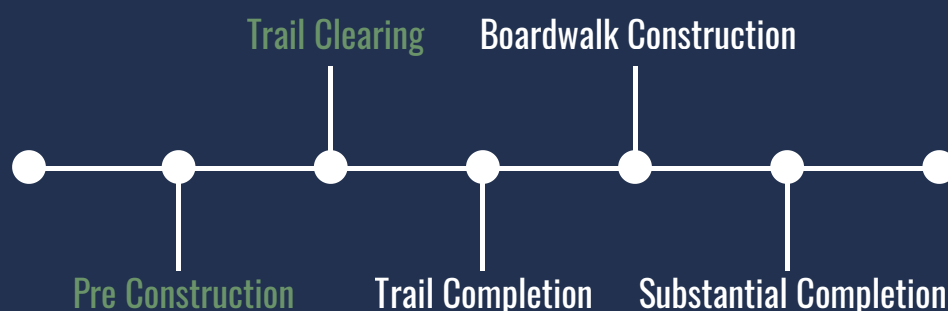 Trail Clearing
Boardwalk Construction
Pre Construction
Trail Completion
Substantial Completion